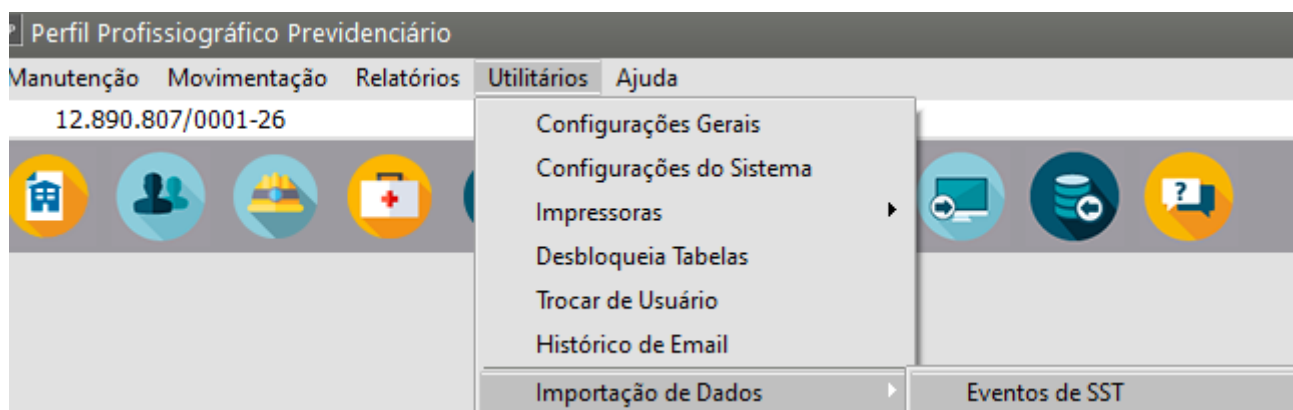 Perfil Profissiográfico Previdenciário
Manutenção Movimentação Relatórios Utilitários Ajuda
12.890.807/0001-26
Configurações Gerais
Configurações do Sistema
Impressoras
Desbloqueia Tabelas
Trocar de Usuário
Histórico de Email
Importação de Dados Eventos de SST